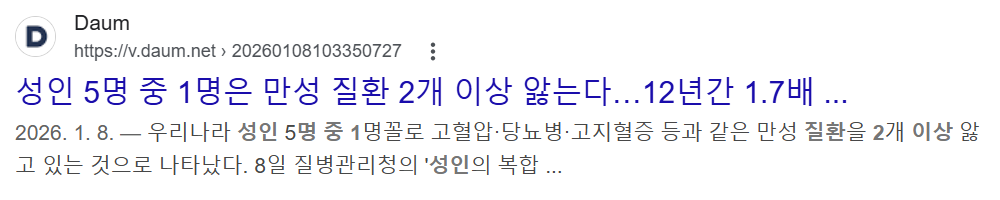 D
Daum
https://v.daum.net › 20260108103350727
성인 5명 중 1명은 만성 질환 2개 이상 앓는다…12년간 1.7배 ...
2026. 1. 8. — 우리나라 성인 5명 중 1명꼴로 고혈압·당뇨병·고지혈증 등과 같은 만성 질환을 2개 이상 앓
고 있는 것으로 나타났다. 8일 질병관리청의 '성인의 복합 ...